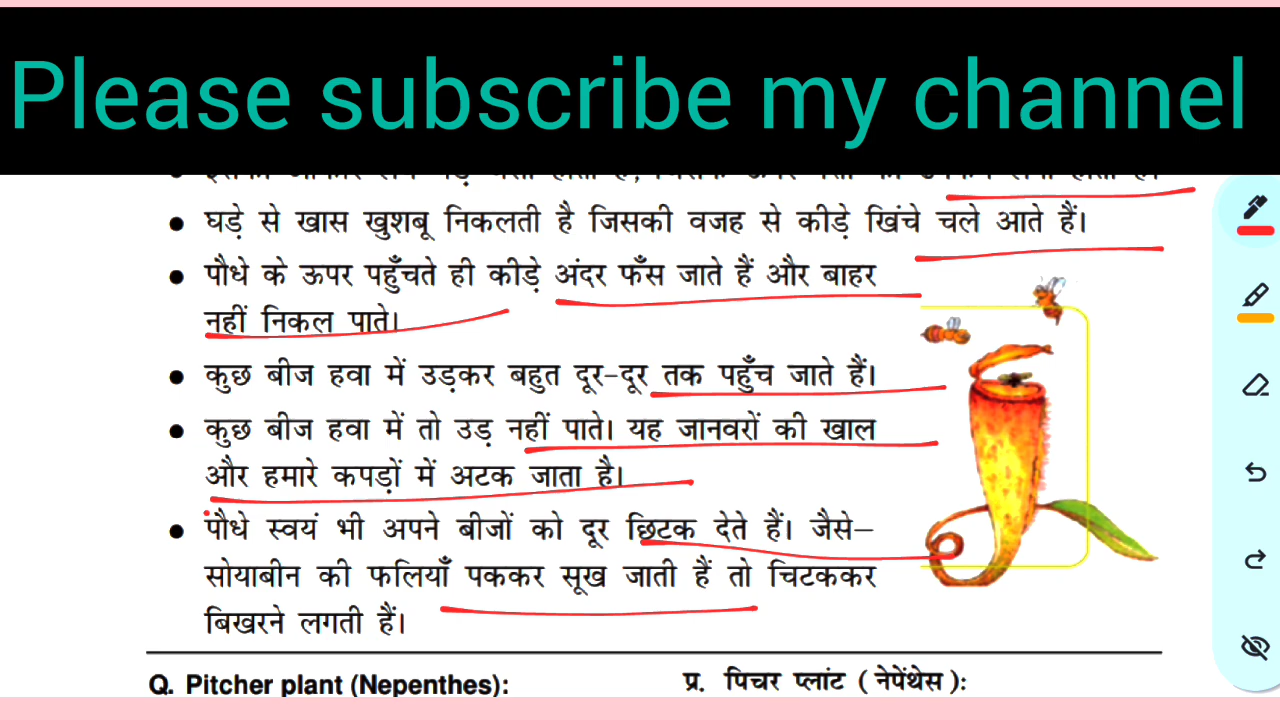 Please subscribe my channel
• घड़े से खास खुशबू निकलती है जिसकी वजह से कीड़े खिंचे चले आते हैं।
• पौधे के ऊपर पहुँचते ही कीड़े अंदर फँस जाते हैं और बाहर
नहीं निकल पाते।
• कुछ बीज हवा में उड़कर बहुत दूर-दूर तक पहुँच जाते हैं।
• कुछ बीज हवा में तो उड़ नहीं पाते। यह जानवरों की खाल
और हमारे कपड़ों में अटक जाता है।
• पौधे स्वयं भी अपने बीजों को दूर छिटक देते हैं। जैसे–
सोयाबीन की फलियाँ पककर सूख जाती हैं तो चिटककर
बिखरने लगती हैं।
Q. Pitcher plant (Nepenthes): प्र. पिचर प्लांट ( नेपेंथेस ):